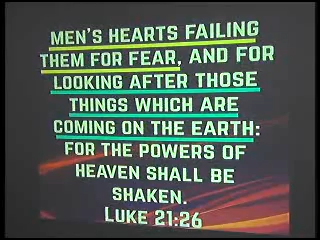 MEN'S HEARTS FAILING
THEM FOR FEAR, AND FOR
LOOKING AFTER THOSE
THINGS WHICH ARE
COMING ON THE EARTH:
FOR THE POWERS OF
HEAVEN SHALL BE
SHAKEN.
LUKE 21:26